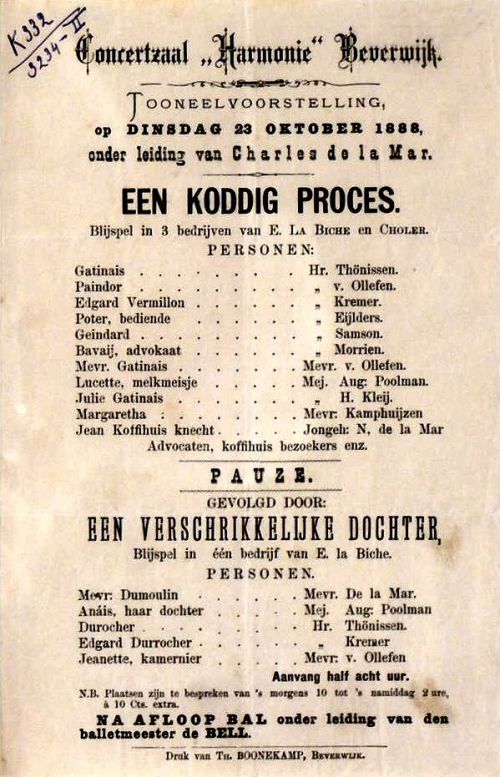 K 332
3234-II
Concertzaal „Harmonie“ Beverwijk.
TOONEELVOORSTELLING,
op DINSDAG 23 OKTOBER 1888,
onder leiding van Charles de la Mar.
EEN KODDIG PROCES.
Blijspel in 3 bedrijven van E. LA BICHE en CHOLER.
PERSONEN:
Gatinais . . . . . . . Hr. Thönissen.
Paindor . . . . . . . „ v. Ollefen.
Edgard Vermillon . . . . . . „ Kremer.
Poter, bediende . . . . . . „ Eijlders.
Geindard . . . . . . . „ Samson.
Bavaij, advokaat . . . . . . „ Morrien.
Mevr. Gatinais . . . . . . Mevr. v. Ollefen.
Lucette, melkmeisje . . . . . Mej. Aug: Poolman.
Julie Gatinais . . . . . . „ H. Kleij.
Margaretha : . . . . . . Mevr: Kamphuijzen
Jean Koffihuis knecht . . . . . Jongeh: N, de la Mar
Advocaten, koffihuis bezoekers enz.
PAUZE.
GEVOLGD DOOR:
EEN VERSCHRIKKELIJKE DOCHTER,
Blijspel in één bedrijf van E. la Biche.
PERSONEN.
Mevr: Dumoulin . . . . . . Mevr. De la Mar.
Anáis, haar dochter . . . . . Mej. Aug: Poolman
Durocher . . . . . . . Hr. Thönissen.
Edgard Durrocher . . . . . . „ Kremer
Jeanette, kamernier . . . . . Mevr: v. Ollefen
Aanvang half acht uur.
N.B. Plaatsen zijn te bespreken van 's morgens 10 tot 's namiddag 2 ure,
à 10 Cts. extra.
NA AFLOOP BAL onder leiding van den
balletmeester de BELL.
Druk van TH. BOONEKAMP, BEVERWIJK.